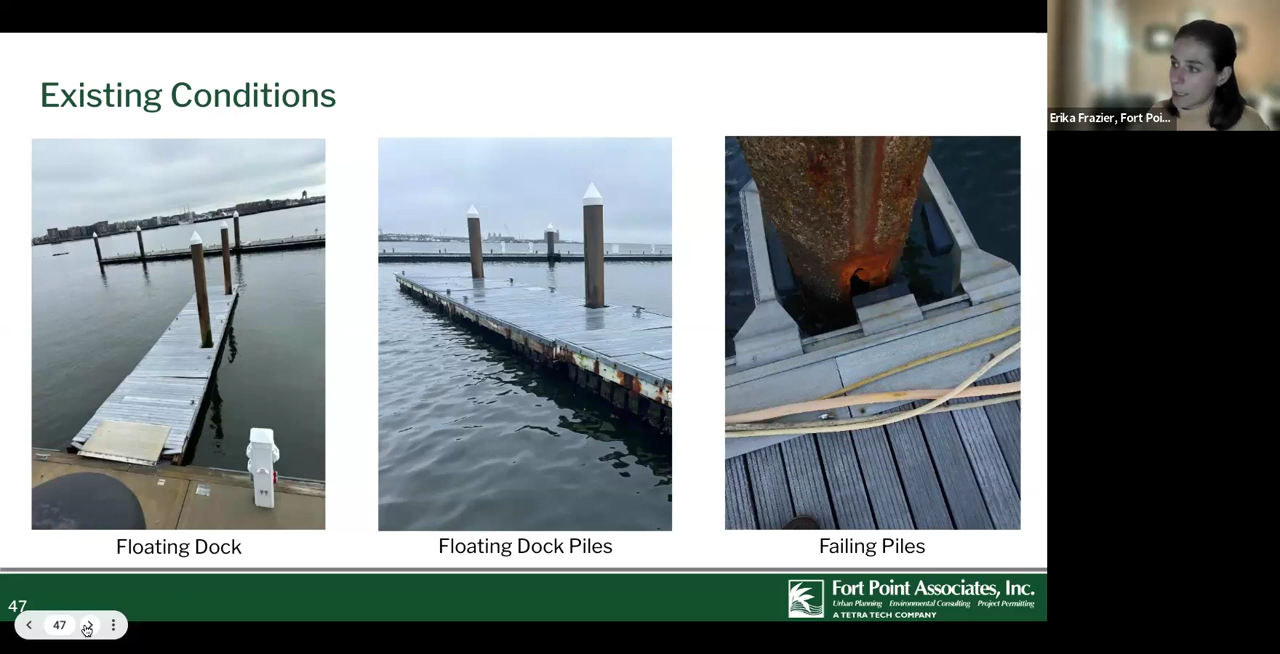 Existing Conditions
Erika Frazier, Fort Poi...
Floating Dock
Floating Dock Piles
Failing Piles
47
Fort Point Associates, Inc.
Urban Planning Environmental Consulting Project Permitting
A TETRA TECH COMPANY
47